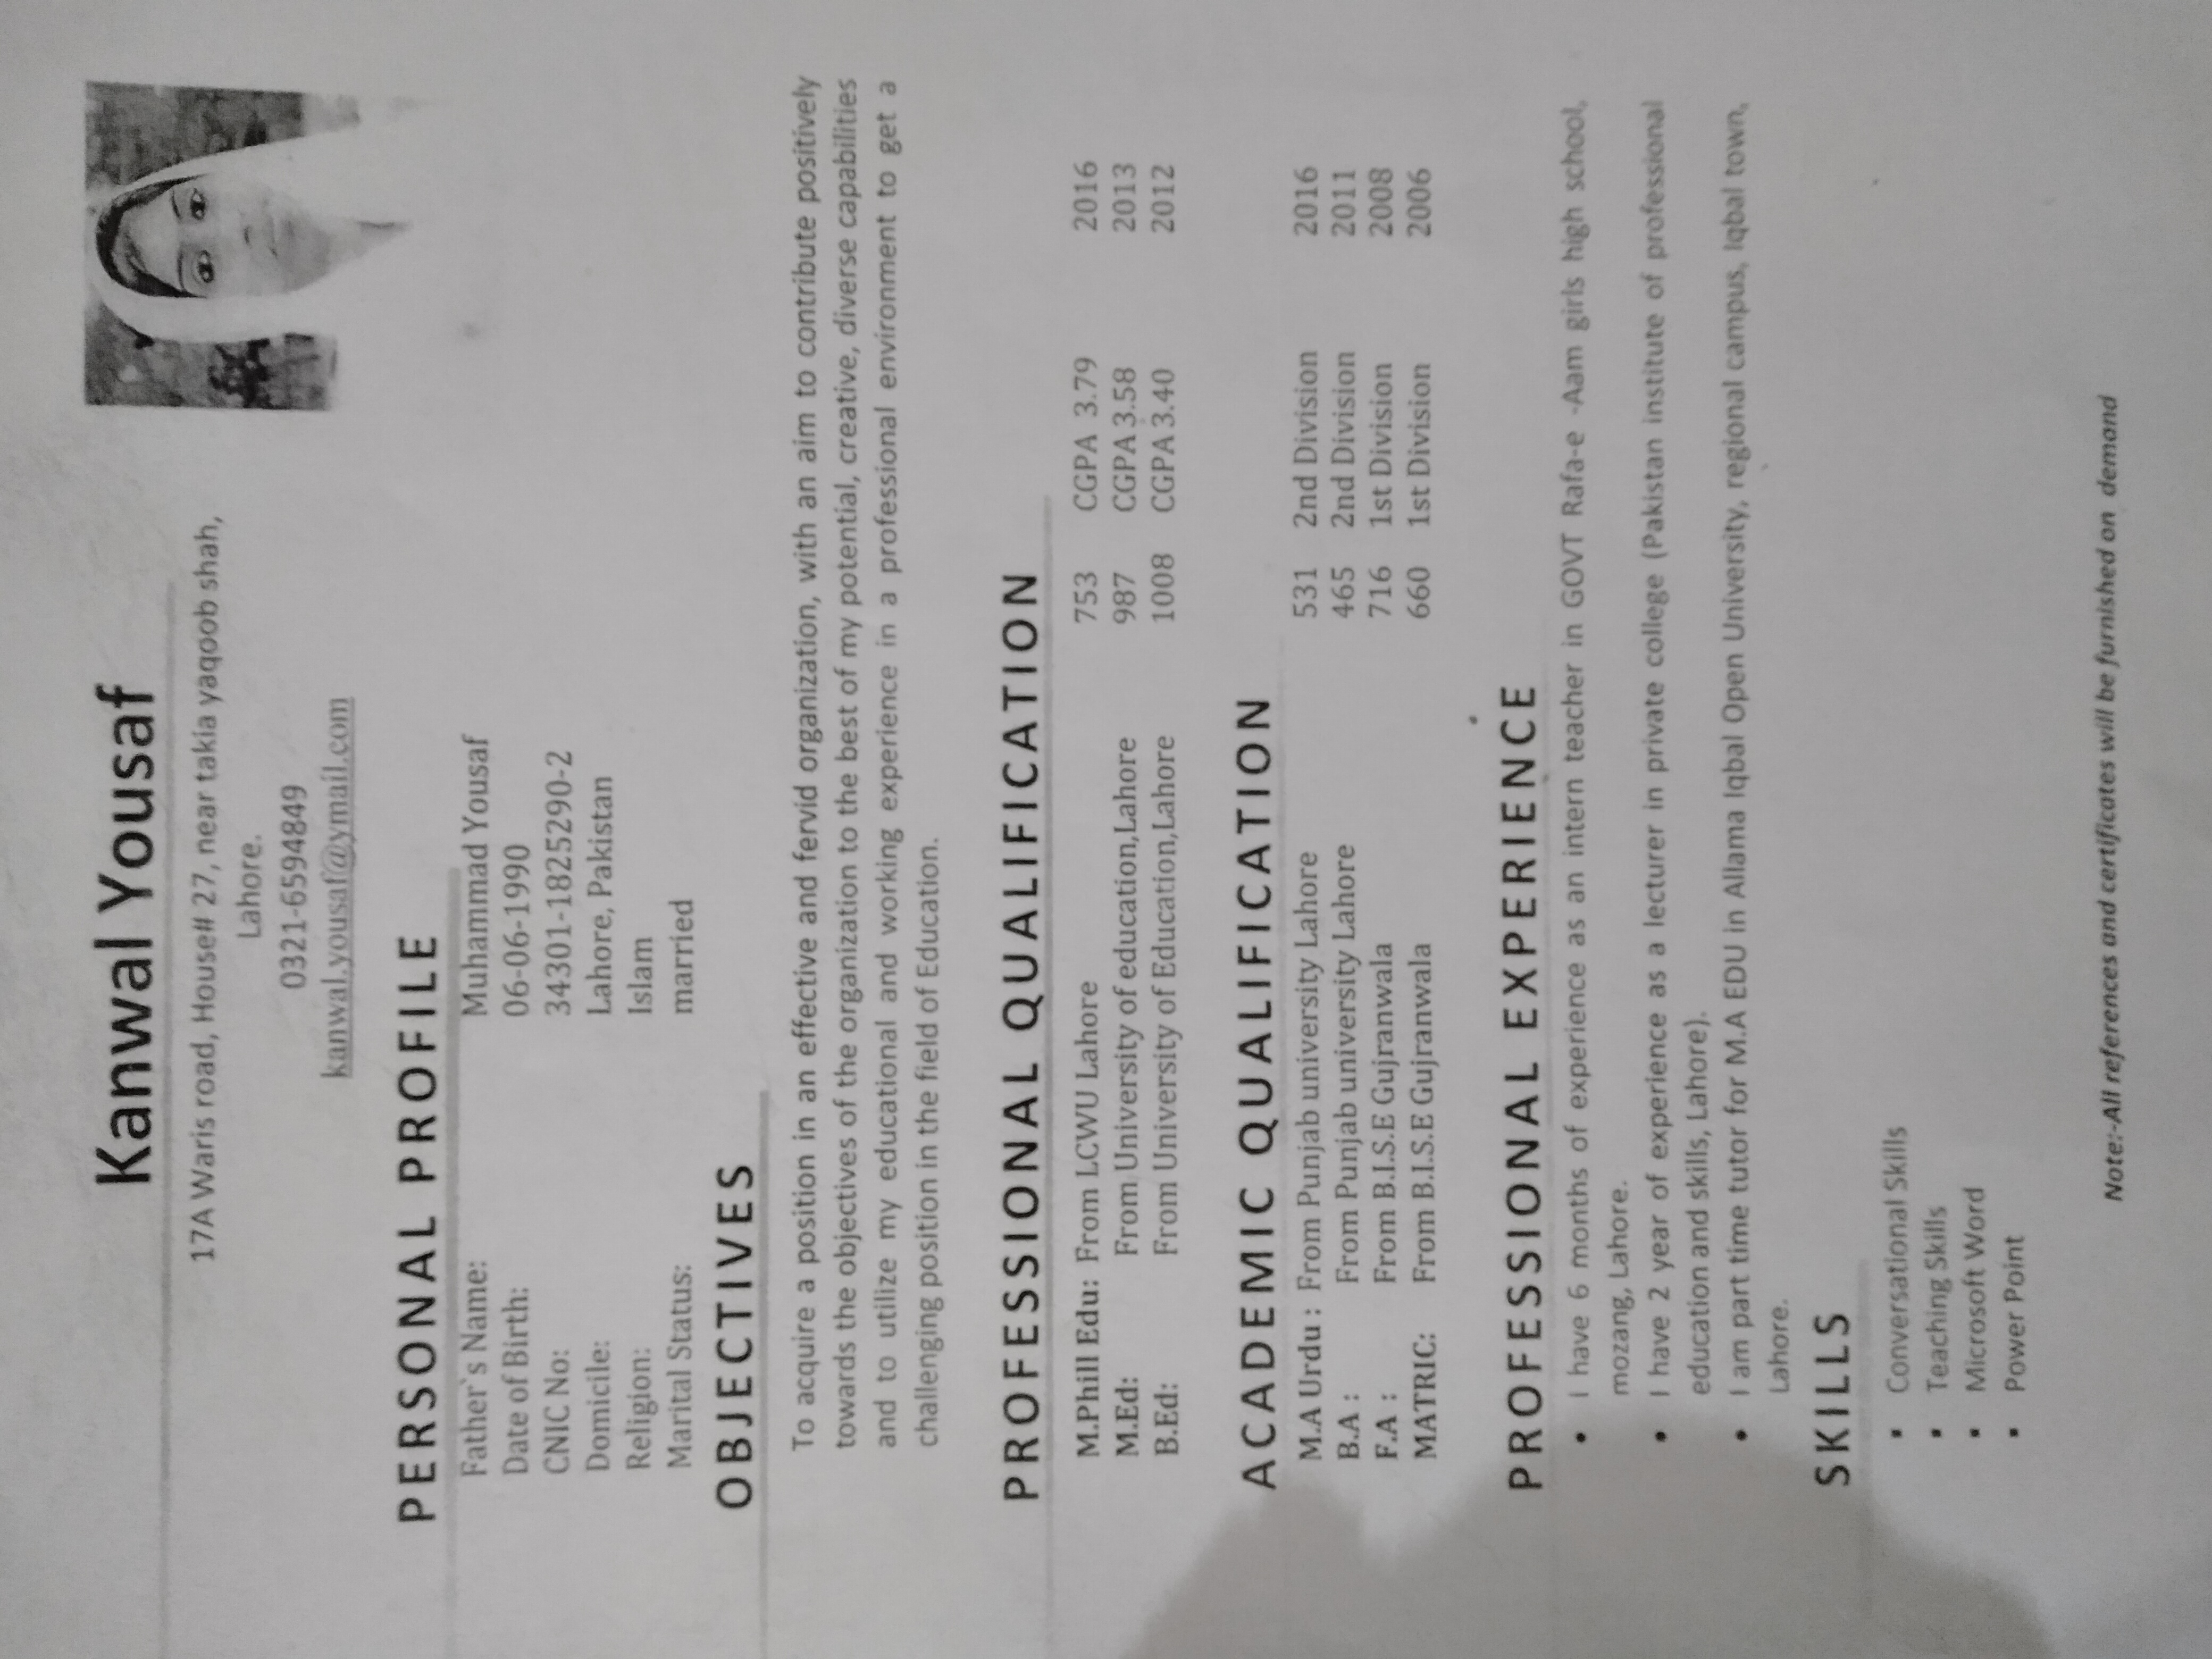 Kanwal Yousaf
17A Waris road, House# 27, near takia yaqoob shah,
Lahore.
0321-6594849
kanwal.yousaf@ymail.com
PERSONAL PROFILE
Father`s Name: Muhammad Yousaf
Date of Birth: 06-06-1990
CNIC No: 34301-1825290-2
Domicile: Lahore, Pakistan
Religion: Islam
Marital Status: married
OBJECTIVES
To acquire a position in an effective and fervid organization, with an aim to contribute positively
towards the objectives of the organization to the best of my potential, creative, diverse capabilities
and to utilize my educational and working experience in a professional environment to get a
challenging position in the field of Education.
PROFESSIONAL QUALIFICATION
M.Phill Edu: From LCWU Lahore 753 CGPA 3.79 2016
M.Ed: From University of education,Lahore 987 CGPA 3.58 2013
B.Ed: From University of Education,Lahore 1008 CGPA 3.40 2012
ACADEMIC QUALIFICATION
M.A Urdu : From Punjab university Lahore 531 2nd Division 2016
B.A : From Punjab university Lahore 465 2nd Division 2011
F.A : From B.I.S.E Gujranwala 716 1st Division 2008
MATRIC: From B.I.S.E Gujranwala 660 1st Division 2006
PROFESSIONAL EXPERIENCE
• I have 6 months of experience as an intern teacher in GOVT Rafa-e -Aam girls high school,
mozang, Lahore.
• I have 2 year of experience as a lecturer in private college (Pakistan institute of professional
education and skills, Lahore).
• I am part time tutor for M.A EDU in Allama Iqbal Open University, regional campus, Iqbal town,
Lahore.
SKILLS
▪ Conversational Skills
▪ Teaching Skills
▪ Microsoft Word
▪ Power Point
Note:-All references and certificates will be furnished on demand